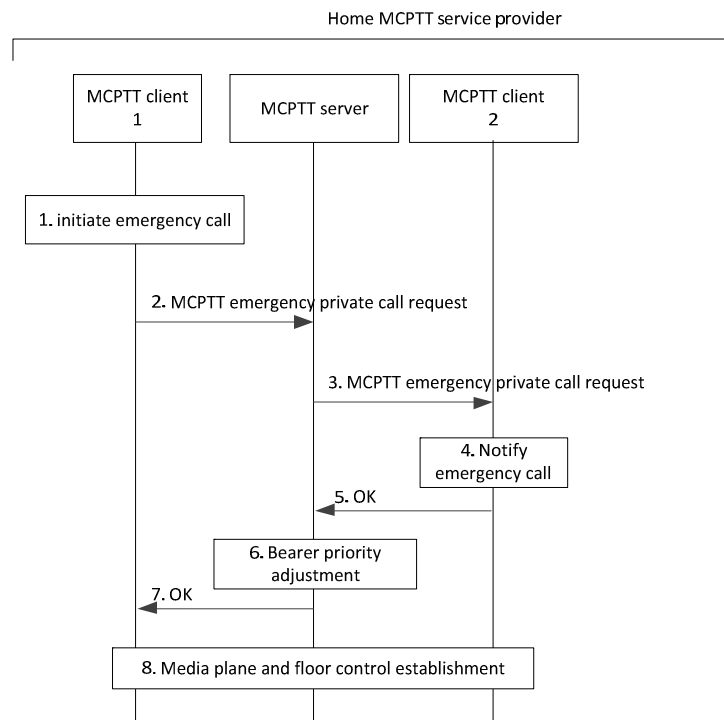 Home MCPTT service provider
MCPTT client
1
MCPTT server
MCPTT client
2
1. initiate emergency call
2. MCPTT emergency private call request
3. MCPTT emergency private call request
4. Notify
emergency call
5. OK
6. Bearer priority
adjustment
7. OK
8. Media plane and floor control establishment